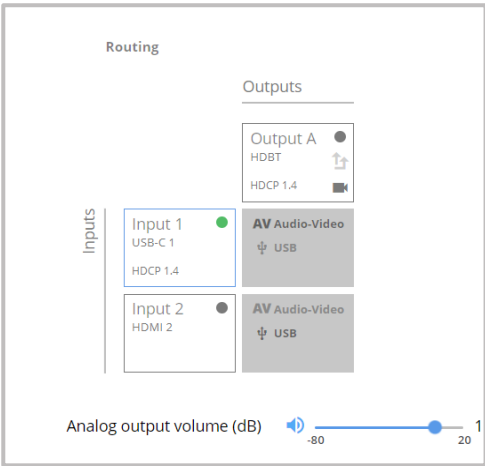 Routing
Outputs
Output A
HDBT
HDCP 1.4
Inputs
Input 1
USB-C 1
HDCP 1.4
AV Audio-Video
USB
Input 2
HDMI 2
AV Audio-Video
USB
Analog output volume (dB)
-80
20
1